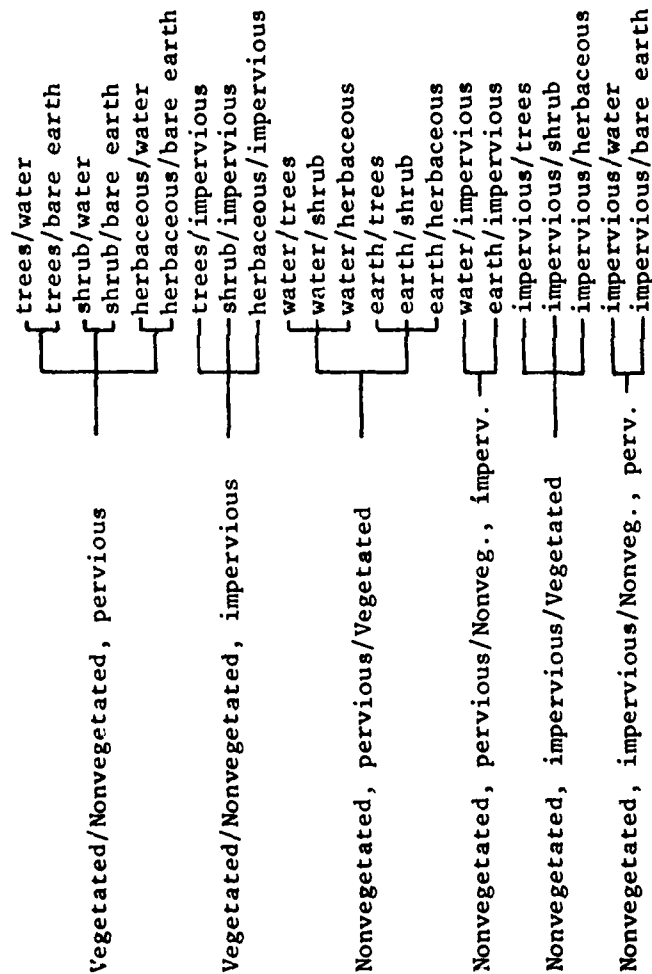 Vegetated/Nonvegetated, pervious
trees/water
trees/bare earth
shrub/water
shrub/bare earth
herbaceous/water
herbaceous/bare earth
Vegetated/Nonvegetated, impervious
trees/impervious
shrub/impervious
herbaceous/impervious
Nonvegetated, pervious/Vegetated
water/trees
water/shrub
water/herbaceous
earth/trees
earth/shrub
earth/herbaceous
Nonvegetated, pervious/Nonveg., imperv.
water/impervious
earth/impervious
Nonvegetated, impervious/Vegetated
impervious/trees
impervious/shrub
impervious/herbaceous
Nonvegetated, impervious/Nonveg., perv.
impervious/water
impervious/bare earth